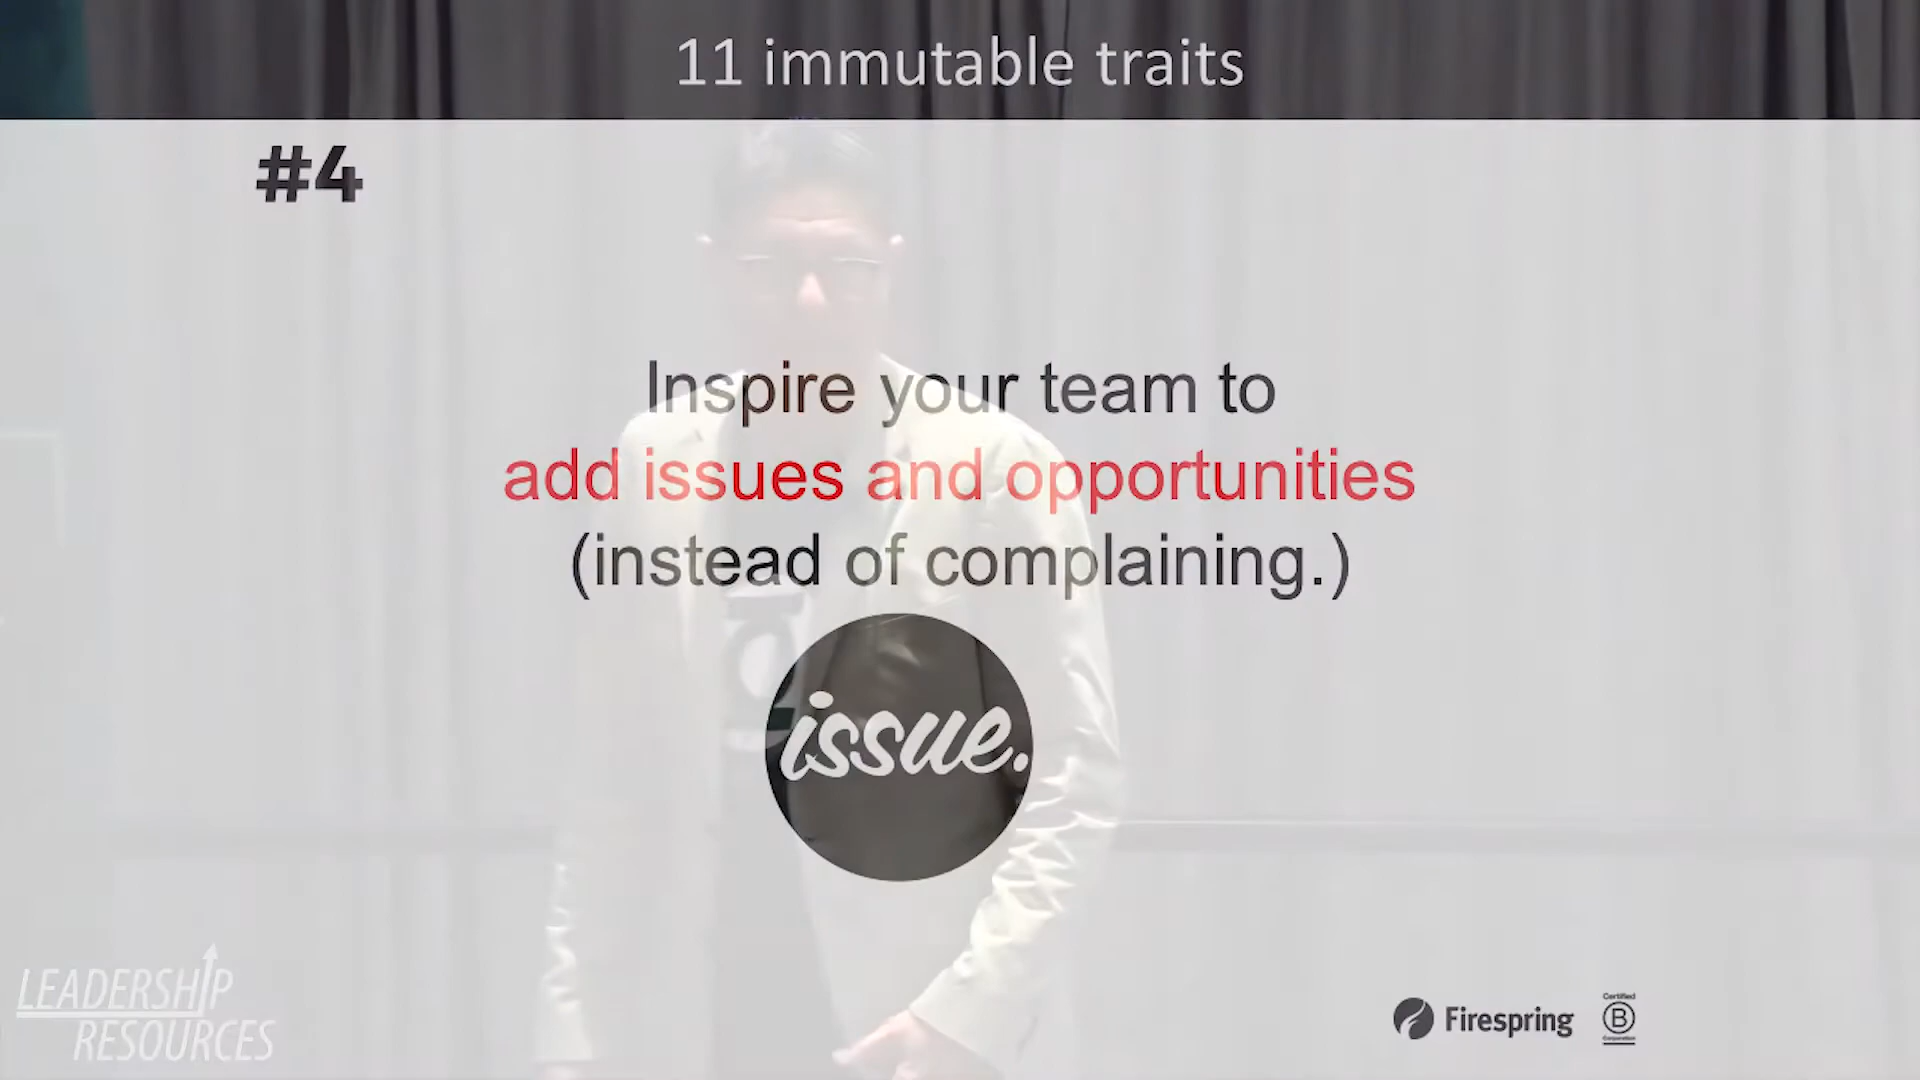 11 immutable traits
#4
Inspire your team to
add issues and opportunities
(instead of complaining.)
issue.
LEADERSHIP
RESOURCES
Firespring
Certified
B
Corporation